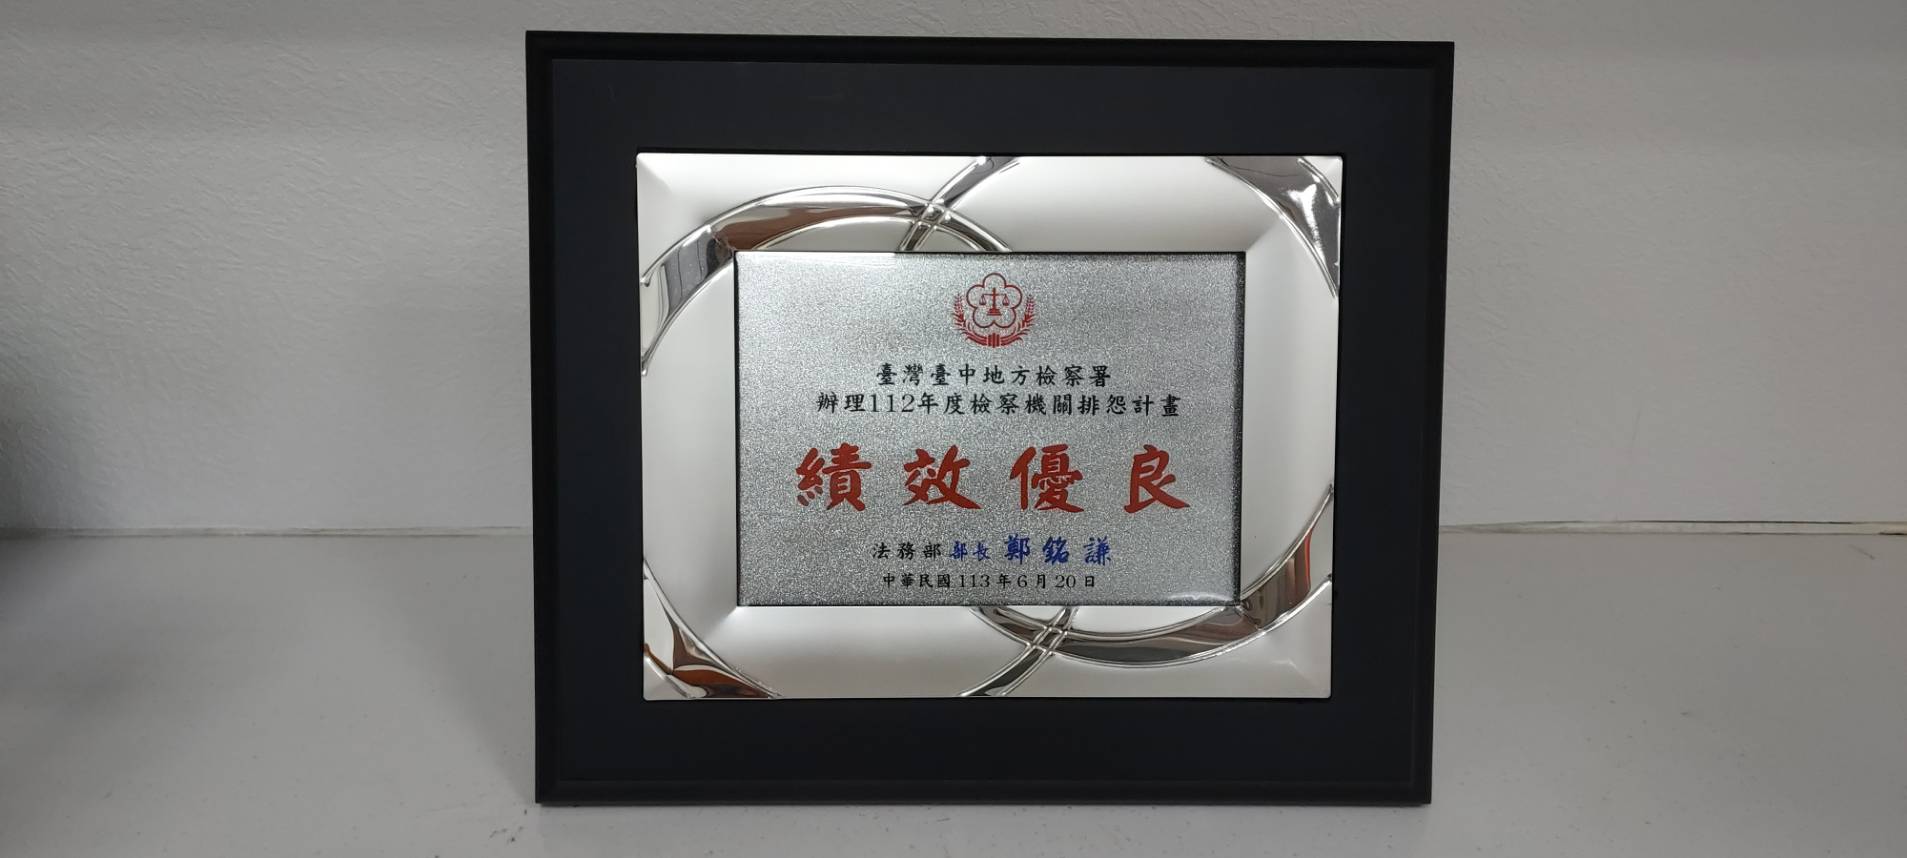 臺灣臺中地方檢察署
辦理112年度檢察機關排怨計畫
績效優良
法務部 部長 鄭銘謙
中華民國113年6月20日